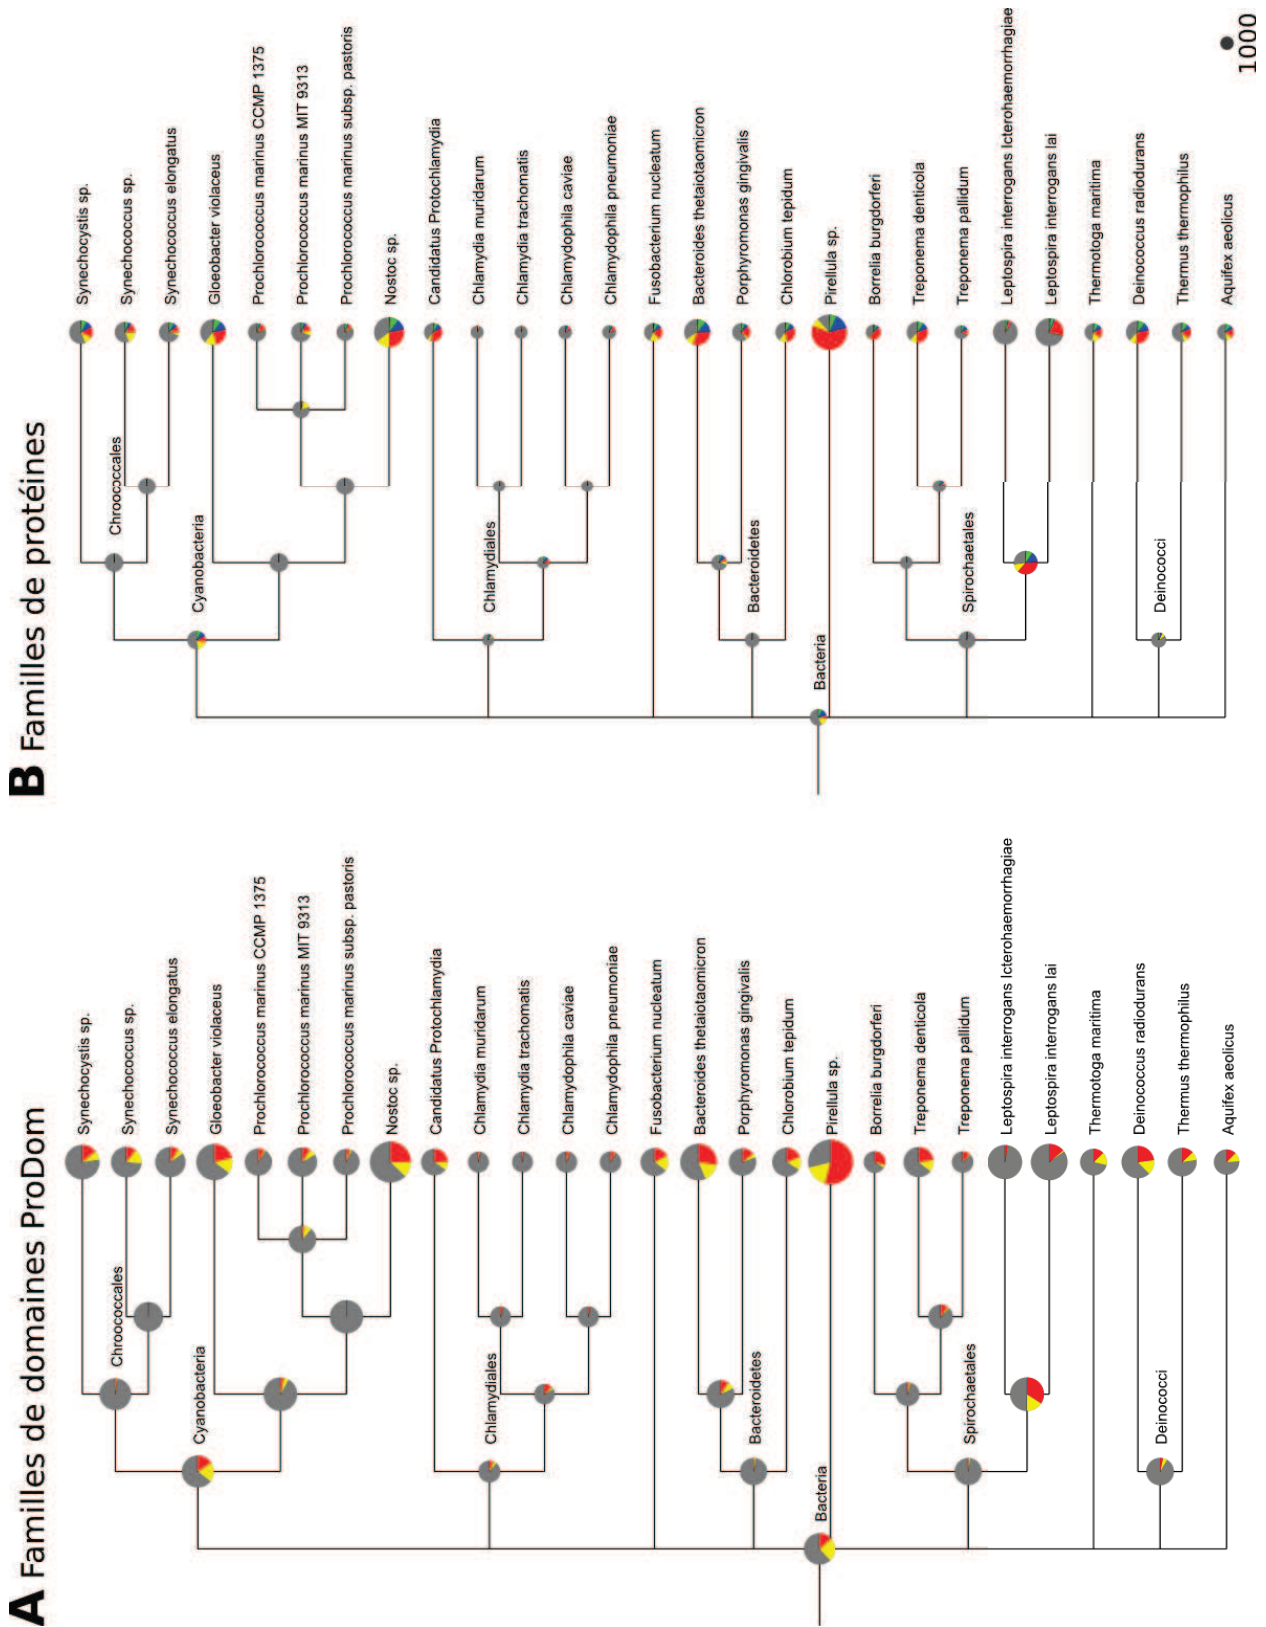 A Familles de domaines ProDom
Synechocystis sp.
Synechococcus sp.
Synechococcus elongatus
Gloeobacter violaceus
Prochlorococcus marinus CCMP 1375
Prochlorococcus marinus MIT 9313
Prochlorococcus marinus subsp. pastoris
Nostoc sp.
Candidatus Protochlamydia
Chlamydia muridarum
Chlamydia trachomatis
Chlamydophila caviae
Chlamydophila pneumoniae
Fusobacterium nucleatum
Bacteroides thetaiotaomicron
Porphyromonas gingivalis
Chlorobium tepidum
Pirellula sp.
Borrelia burgdorferi
Treponema denticola
Treponema pallidum
Leptospira interrogans Icterohaemorrhagiae
Leptospira interrogans lai
Thermotoga maritima
Deinococcus radiodurans
Thermus thermophilus
Aquifex aeolicus
Chroococcales
Cyanobacteria
Chlamydiales
Bacteroidetes
Bacteria
Spirochaetales
Deinococci
B Familles de protéines
Synechocystis sp.
Synechococcus sp.
Synechococcus elongatus
Gloeobacter violaceus
Prochlorococcus marinus CCMP 1375
Prochlorococcus marinus MIT 9313
Prochlorococcus marinus subsp. pastoris
Nostoc sp.
Candidatus Protochlamydia
Chlamydia muridarum
Chlamydia trachomatis
Chlamydophila caviae
Chlamydophila pneumoniae
Fusobacterium nucleatum
Bacteroides thetaiotaomicron
Porphyromonas gingivalis
Chlorobium tepidum
Pirellula sp.
Borrelia burgdorferi
Treponema denticola
Treponema pallidum
Leptospira interrogans Icterohaemorrhagiae
Leptospira interrogans lai
Thermotoga maritima
Deinococcus radiodurans
Thermus thermophilus
Aquifex aeolicus
Chroococcales
Cyanobacteria
Chlamydiales
Bacteroidetes
Bacteria
Spirochaetales
Deinococci
1000